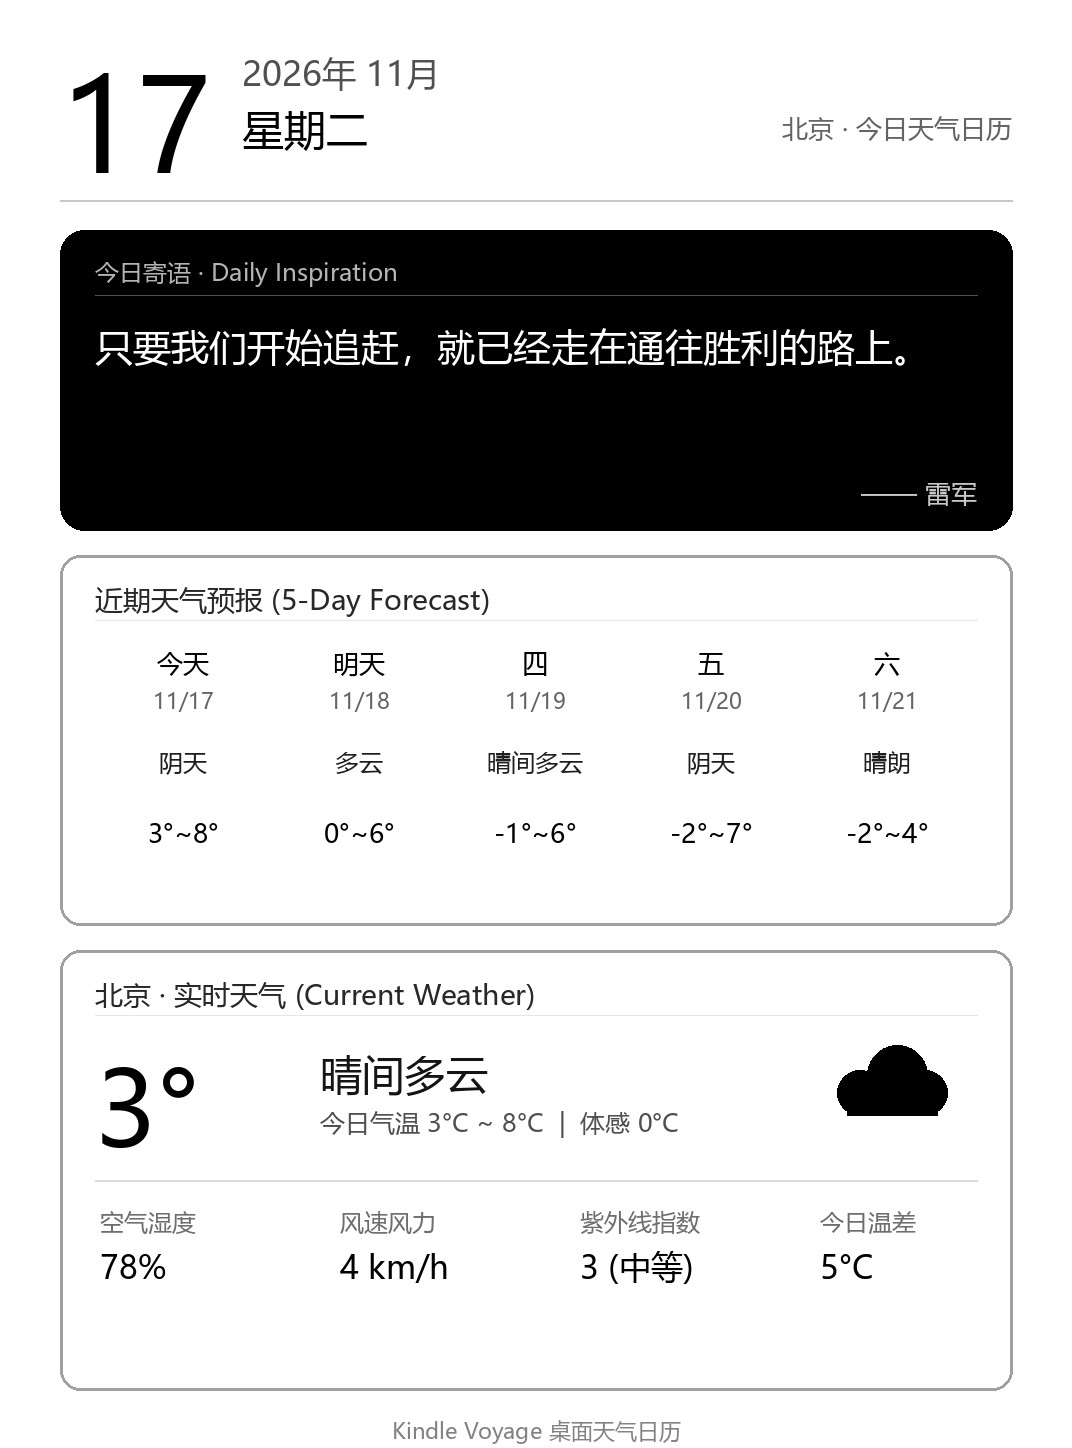 17
2026年 11月
星期二
北京 · 今日天气日历
今日寄语 · Daily Inspiration
只要我们开始追赶，就已经走在通往胜利的路上。
—— 雷军
近期天气预报 (5-Day Forecast)
今天 明天 四 五 六
11/17 11/18 11/19 11/20 11/21
阴天 多云 晴间多云 阴天 晴朗
3°~8° 0°~6° -1°~6° -2°~7° -2°~4°
北京 · 实时天气 (Current Weather)
3°
晴间多云
今日气温 3°C ~ 8°C | 体感 0°C
空气湿度 风速风力 紫外线指数 今日温差
78% 4 km/h 3 (中等) 5°C
Kindle Voyage 桌面天气日历